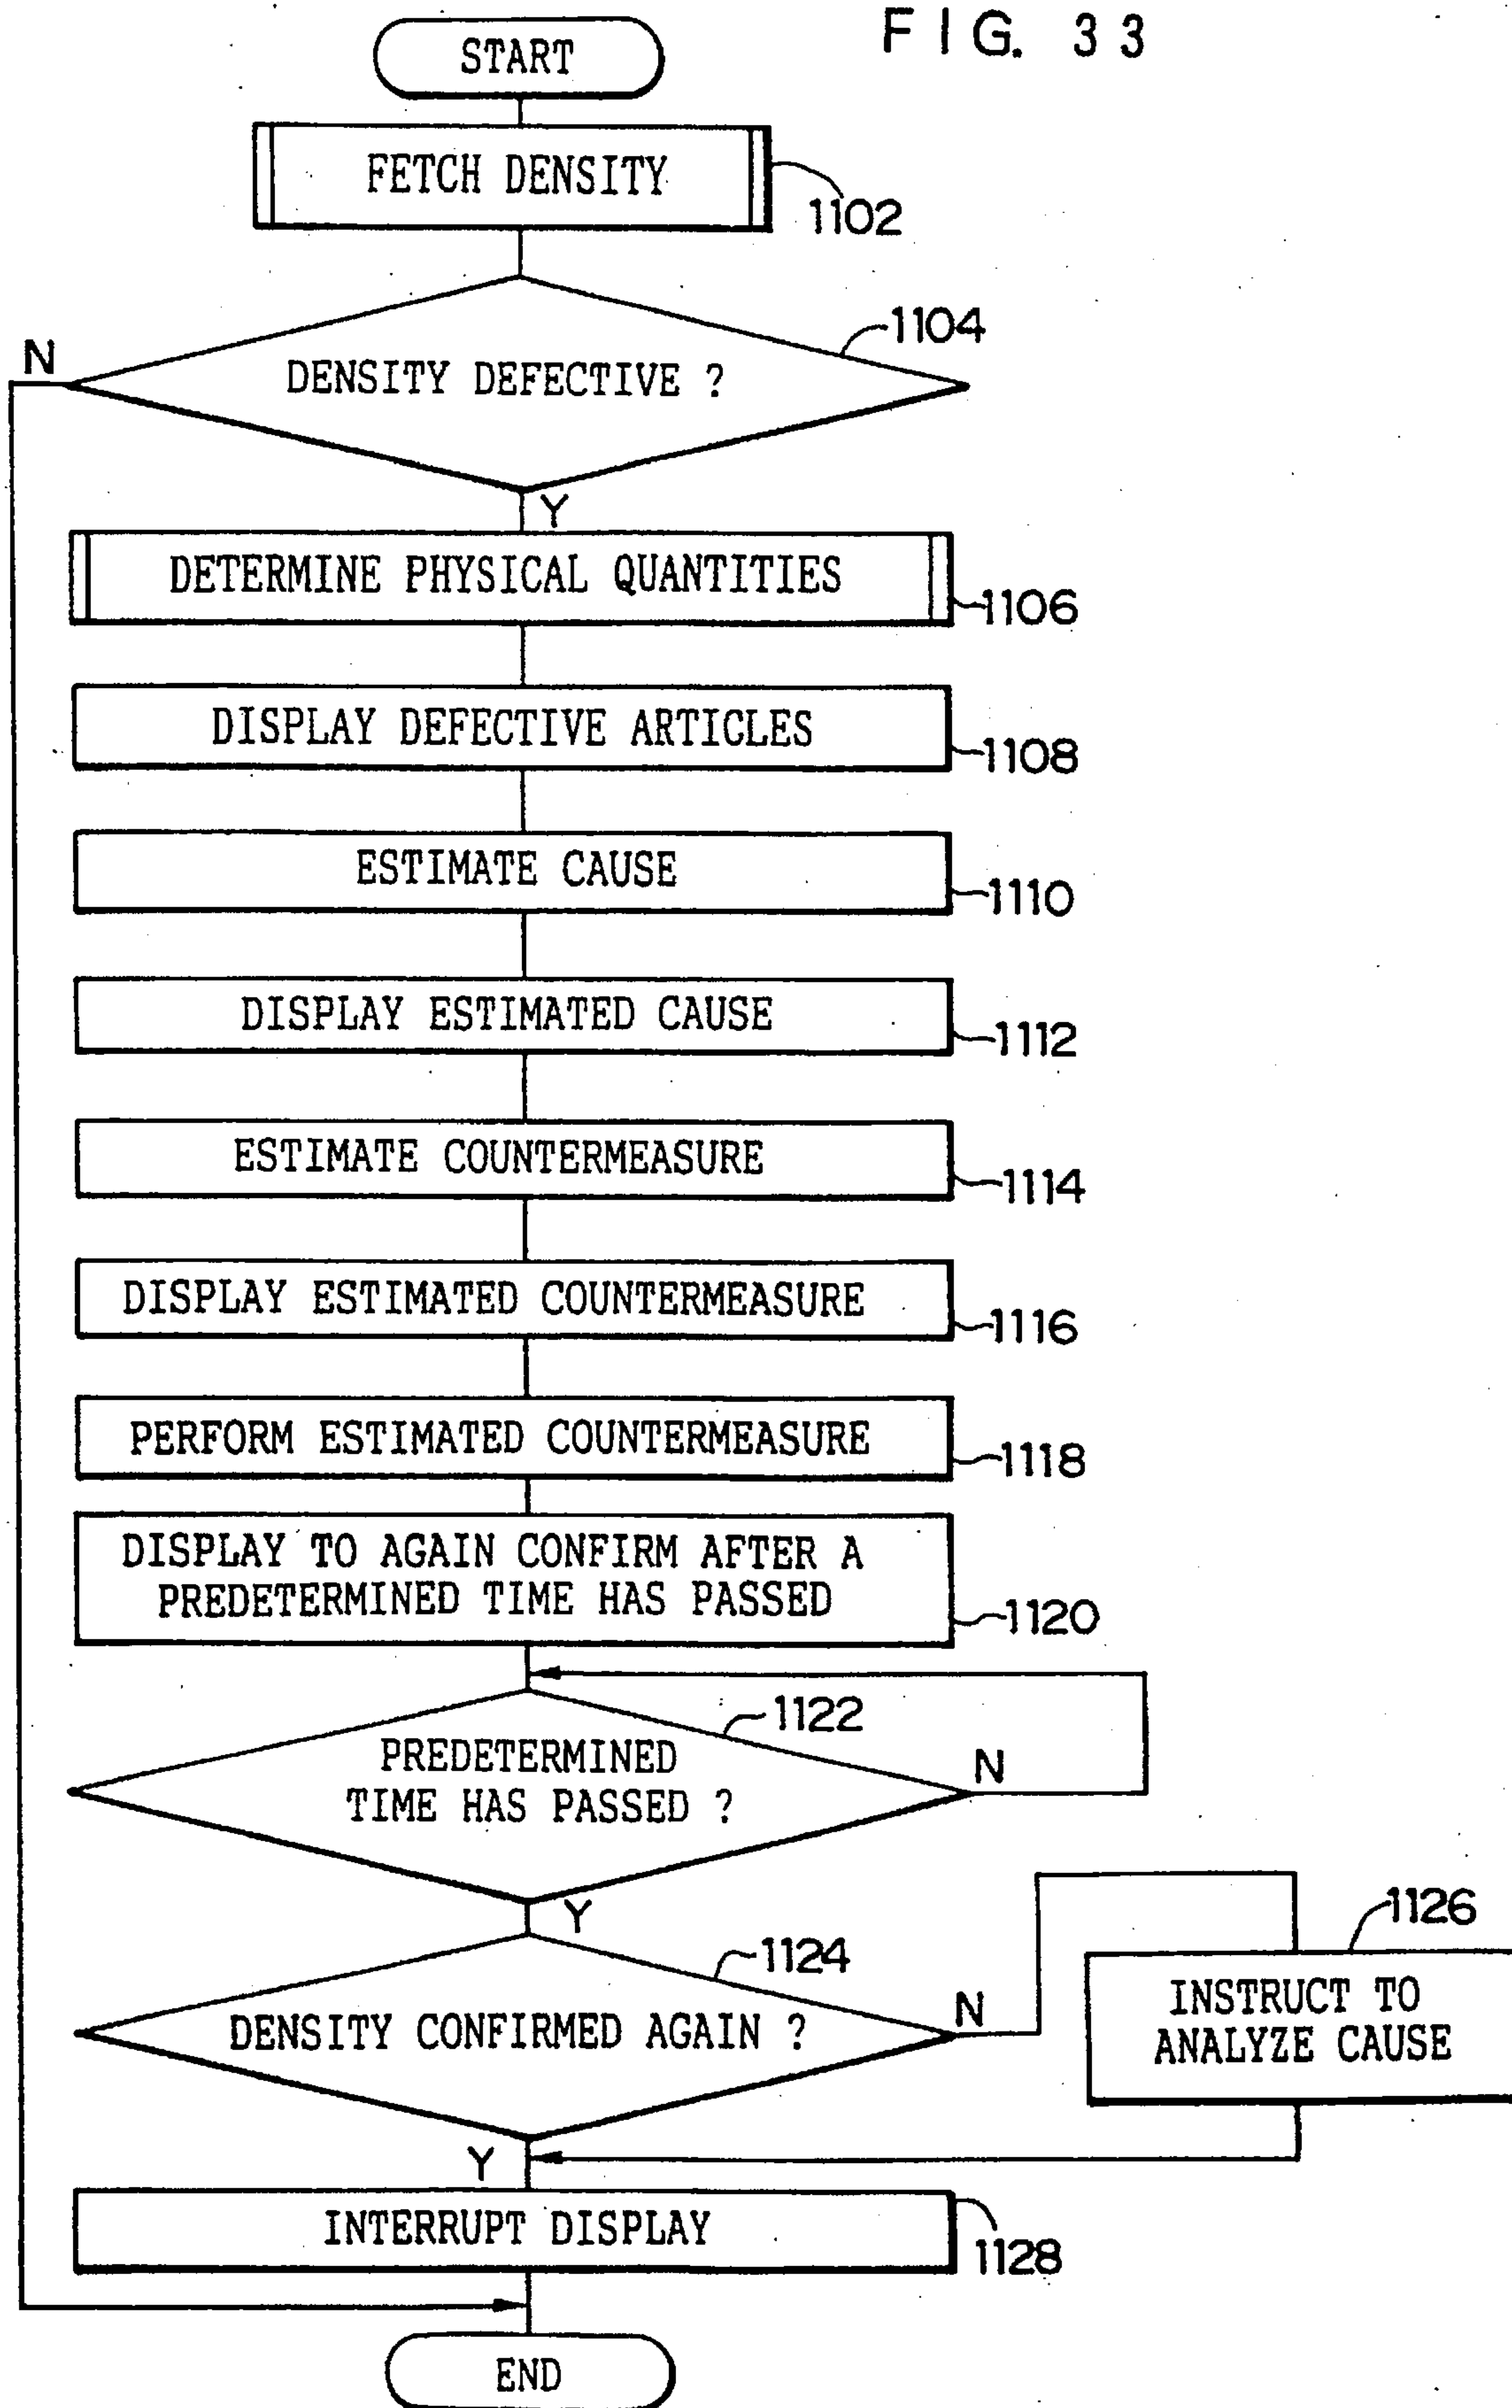 FIG. 33
START
FETCH DENSITY
1102
1104
N
DENSITY DEFECTIVE ?
Y
DETERMINE PHYSICAL QUANTITIES
1106
DISPLAY DEFECTIVE ARTICLES
1108
ESTIMATE CAUSE
1110
DISPLAY ESTIMATED CAUSE
1112
ESTIMATE COUNTERMEASURE
1114
DISPLAY ESTIMATED COUNTERMEASURE
1116
PERFORM ESTIMATED COUNTERMEASURE
1118
DISPLAY TO AGAIN CONFIRM AFTER A
PREDETERMINED TIME HAS PASSED
1120
1122
PREDETERMINED
TIME HAS PASSED ?
N
Y
1124
1126
DENSITY CONFIRMED AGAIN ?
N
INSTRUCT TO
ANALYZE CAUSE
Y
INTERRUPT DISPLAY
1128
END